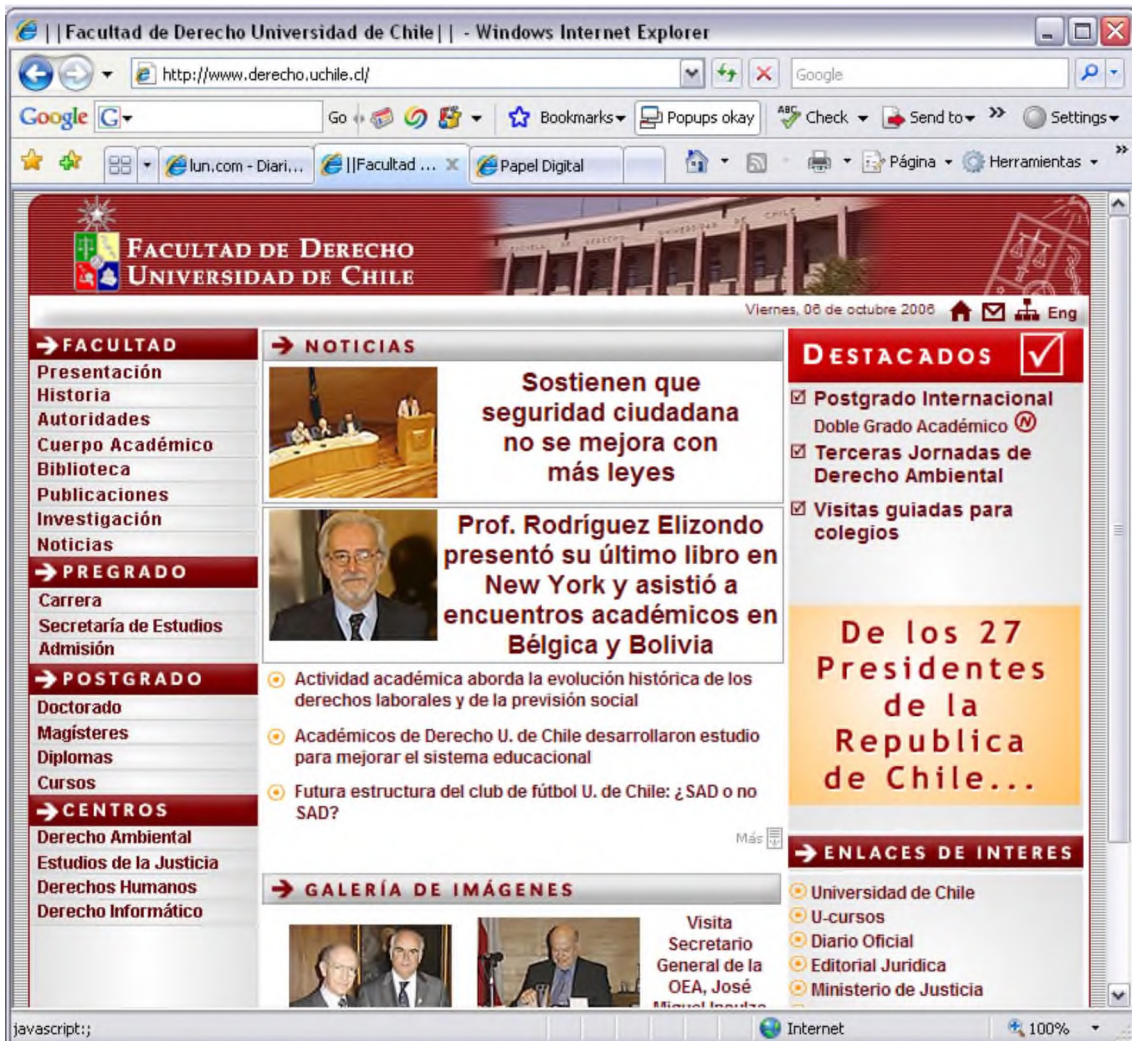 ||Facultad de Derecho Universidad de Chile|| - Windows Internet Explorer
http://www.derecho.uchile.cl/
Google
Google G
Go
Bookmarks
Popups okay
ABC Check
Send to
»
Settings
lun.com - Diari...
||Facultad ...
Papel Digital
Página
Herramientas
»
FACULTAD DE DERECHO
UNIVERSIDAD DE CHILE
ESCUELA DE DERECHO UNIVERSIDAD DE CHILE
Viernes, 06 de octubre 2006
Eng
FACULTAD
Presentación
Historia
Autoridades
Cuerpo Académico
Biblioteca
Publicaciones
Investigación
Noticias
PREGRADO
Carrera
Secretaría de Estudios
Admisión
POSTGRADO
Doctorado
Magísteres
Diplomas
Cursos
CENTROS
Derecho Ambiental
Estudios de la Justicia
Derechos Humanos
Derecho Informático
NOTICIAS
Sostienen que
seguridad ciudadana
no se mejora con
más leyes
Prof. Rodríguez Elizondo
presentó su último libro en
New York y asistió a
encuentros académicos en
Bélgica y Bolivia
Actividad académica aborda la evolución histórica de los
derechos laborales y de la previsión social
Académicos de Derecho U. de Chile desarrollaron estudio
para mejorar el sistema educacional
Futura estructura del club de fútbol U. de Chile: ¿SAD o no
SAD?
Más
GALERÍA DE IMÁGENES
Visita
Secretario
General de la
OEA, José
Miguel Insulza
DESTACADOS
Postgrado Internacional
Doble Grado Académico N
Terceras Jornadas de
Derecho Ambiental
Visitas guiadas para
colegios
De los 27
Presidentes
de la
Republica
de Chile...
ENLACES DE INTERES
Universidad de Chile
U-cursos
Diario Oficial
Editorial Juridica
Ministerio de Justicia
javascript:;
Internet
100%